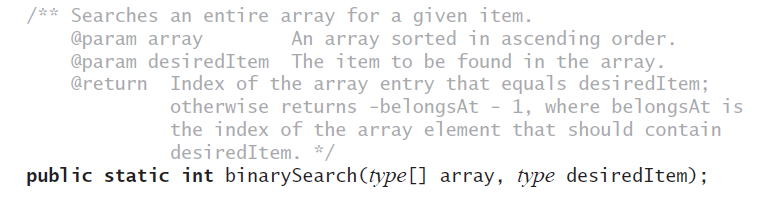 /** Searches an entire array for a given item.
@param array An array sorted in ascending order.
@param desiredItem The item to be found in the array.
@return Index of the array entry that equals desiredItem;
otherwise returns -belongsAt - 1, where belongsAt is
the index of the array element that should contain
desiredItem. */
public static int binarySearch(type[] array, type desiredItem);